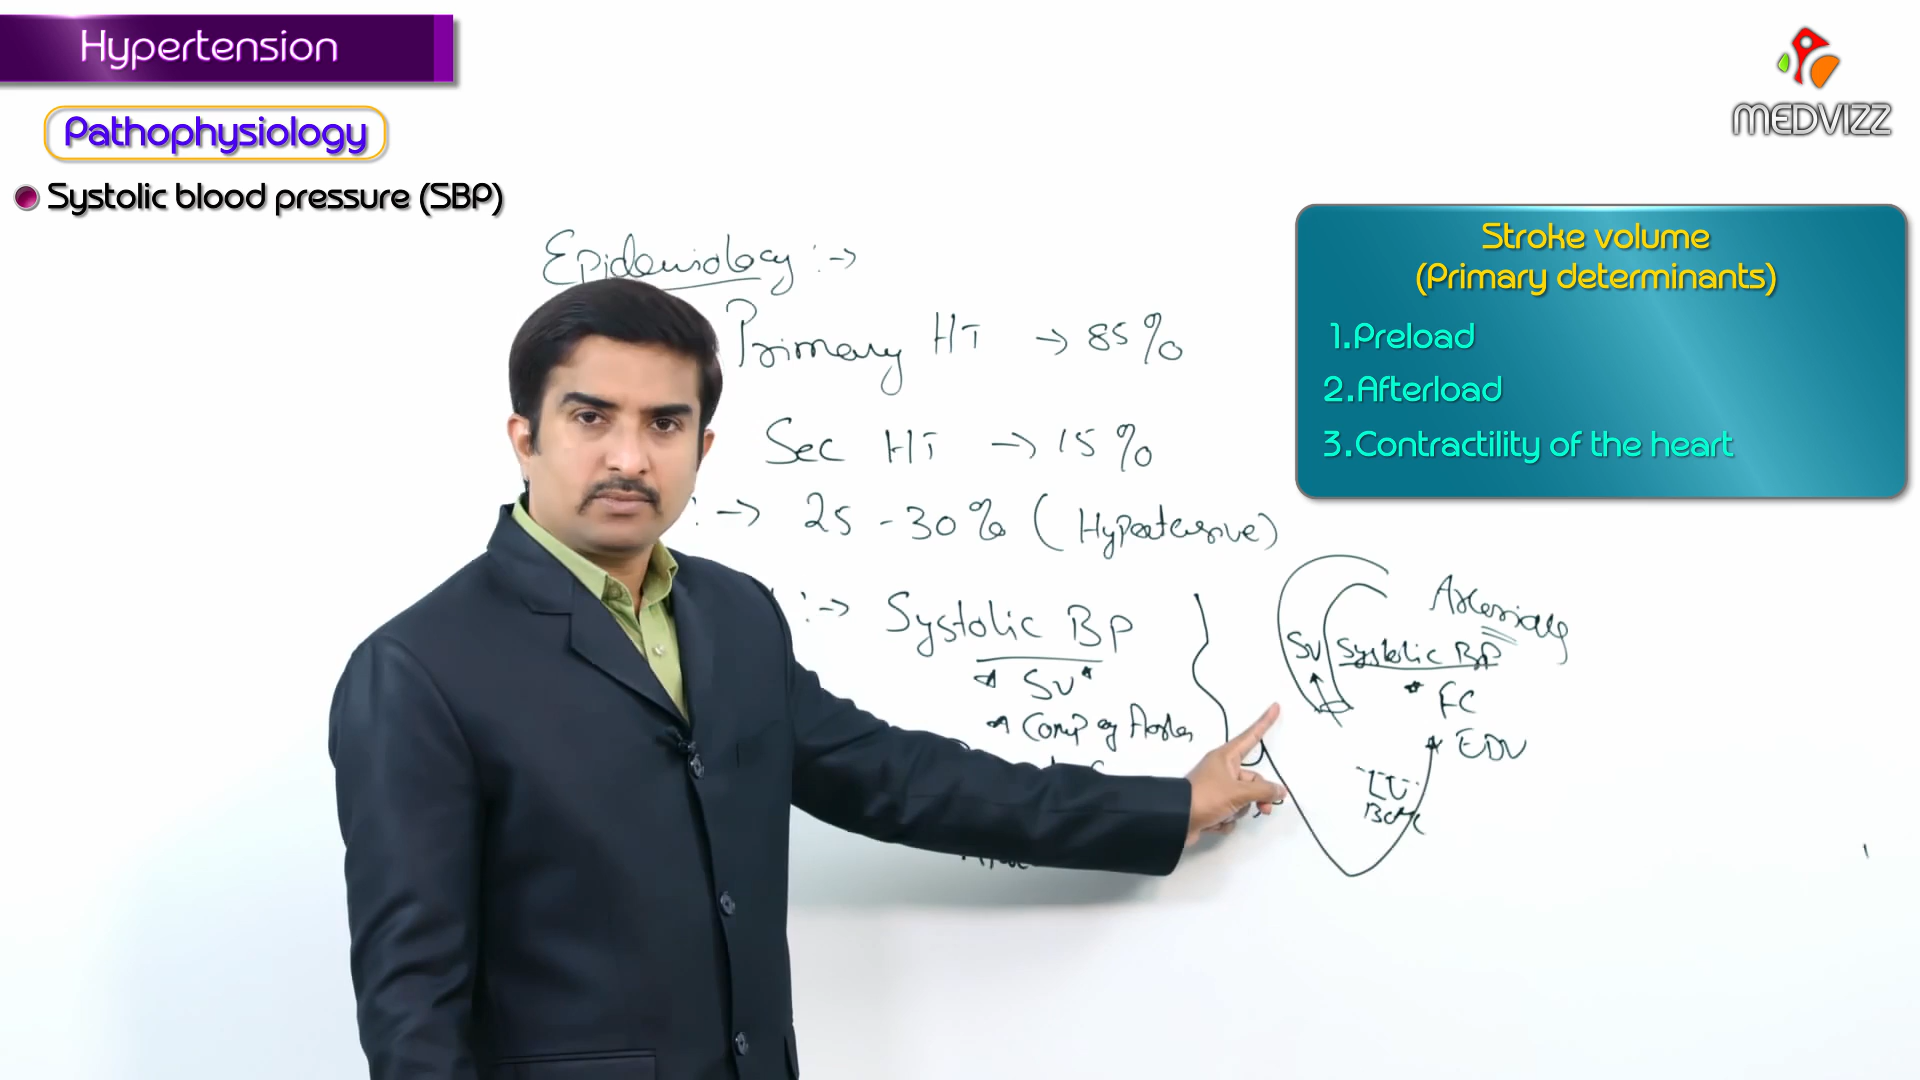 Hypertension
MEDVIZZ
Pathophysiology
Systolic blood pressure (SBP)
Stroke volume
(Primary determinants)
1.Preload
2.Afterload
3.Contractility of the heart
Epidemiology :→
Primary HT → 85%
Sec HT → 15%
: → 25 - 30% (Hypertensive)
:→ Systolic BP
SV
Comp of
SV Systolic BP
FC
EDV
LV